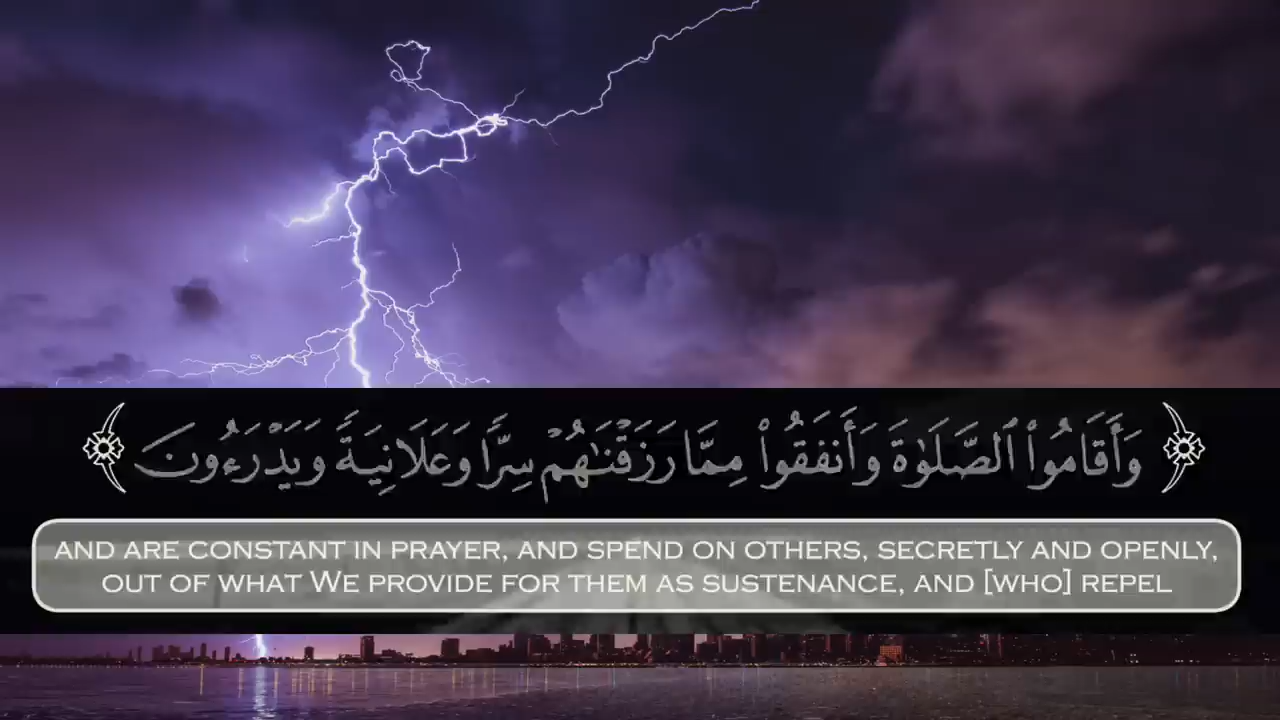 وَأَقَامُوا۟ ٱلصَّلَوٰةَ وَأَنفَقُوا۟ مِمَّا رَزَقْنَـٰهُمْ سِرًّا وَعَلَانِيَةً وَيَدْرَءُونَ
AND ARE CONSTANT IN PRAYER, AND SPEND ON OTHERS, SECRETLY AND OPENLY,
OUT OF WHAT WE PROVIDE FOR THEM AS SUSTENANCE, AND [WHO] REPEL